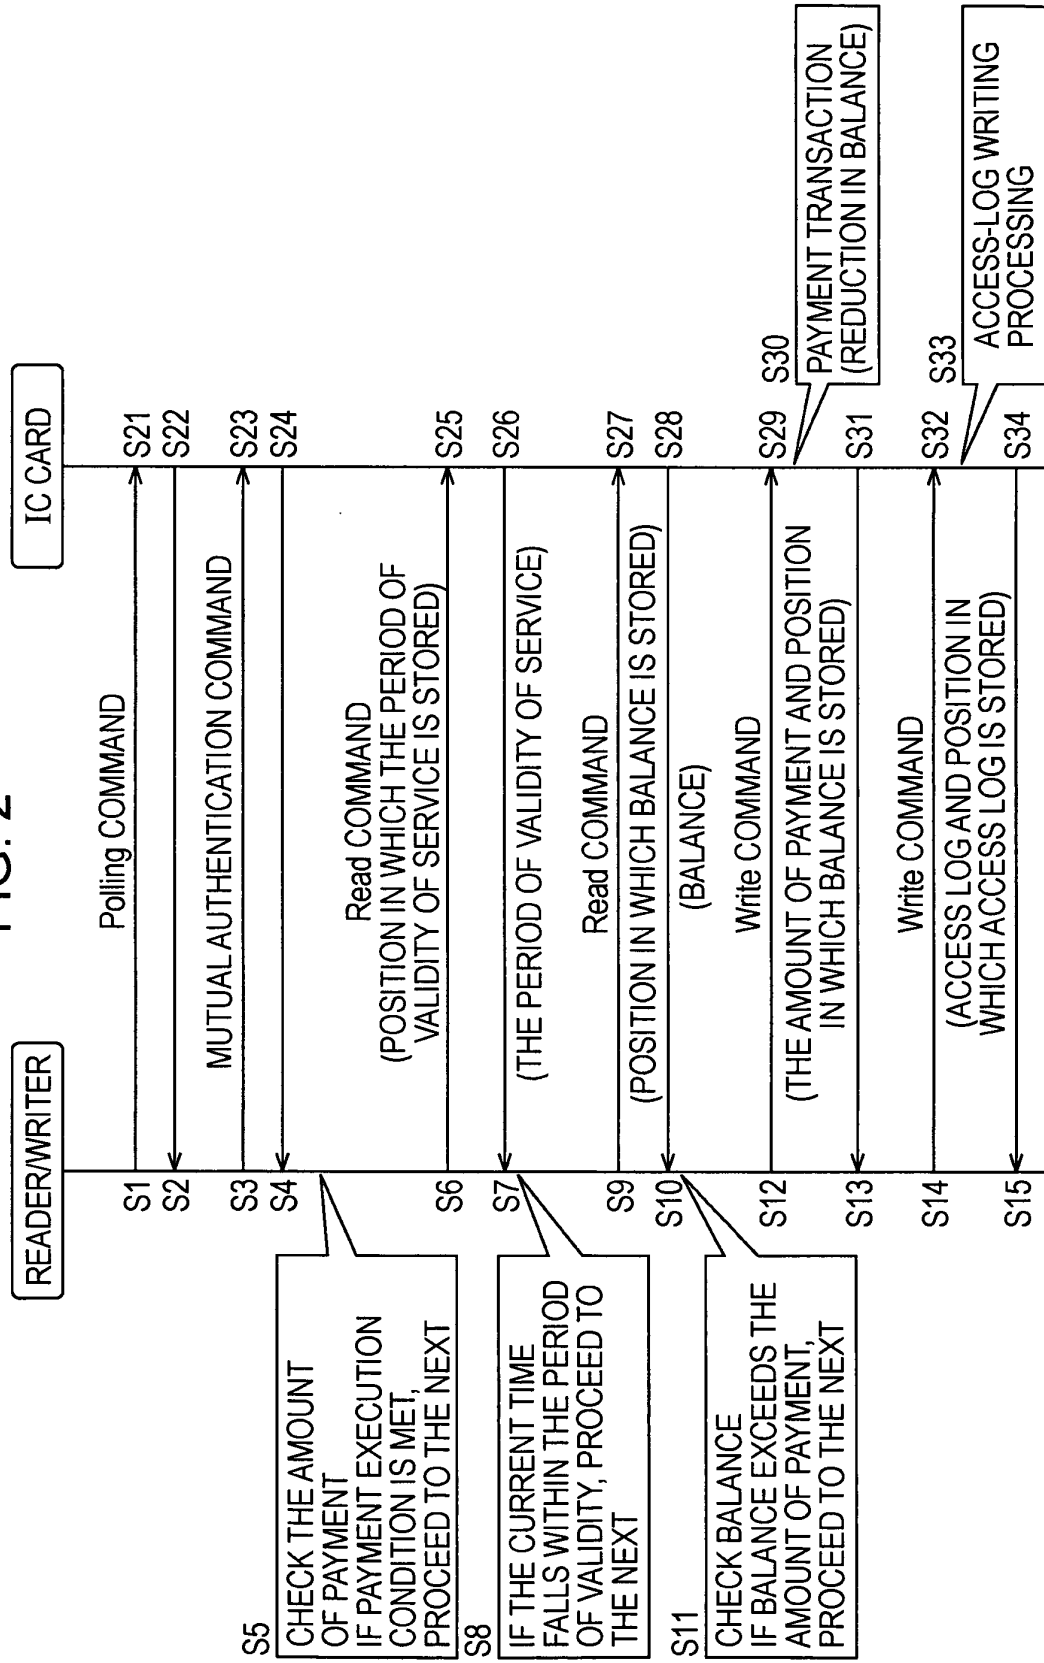 FIG. 2
READER/WRITER
IC CARD
Polling COMMAND
S1
S21
S2
S22
MUTUAL AUTHENTICATION COMMAND
S3
S23
S4
S24
S5
CHECK THE AMOUNT
OF PAYMENT
IF PAYMENT EXECUTION
CONDITION IS MET,
PROCEED TO THE NEXT
Read COMMAND
(POSITION IN WHICH THE PERIOD OF
VALIDITY OF SERVICE IS STORED)
S6
S25
S7
S26
(THE PERIOD OF VALIDITY OF SERVICE)
S8
IF THE CURRENT TIME
FALLS WITHIN THE PERIOD
OF VALIDITY, PROCEED TO
THE NEXT
Read COMMAND
S9
S27
(POSITION IN WHICH BALANCE IS STORED)
S10
S28
(BALANCE)
S11
CHECK BALANCE
IF BALANCE EXCEEDS THE
AMOUNT OF PAYMENT,
PROCEED TO THE NEXT
Write COMMAND
S12
S29
(THE AMOUNT OF PAYMENT AND POSITION
IN WHICH BALANCE IS STORED)
S30
PAYMENT TRANSACTION
(REDUCTION IN BALANCE)
S13
S31
Write COMMAND
S14
S32
(ACCESS LOG AND POSITION IN
WHICH ACCESS LOG IS STORED)
S33
ACCESS-LOG WRITING
PROCESSING
S15
S34